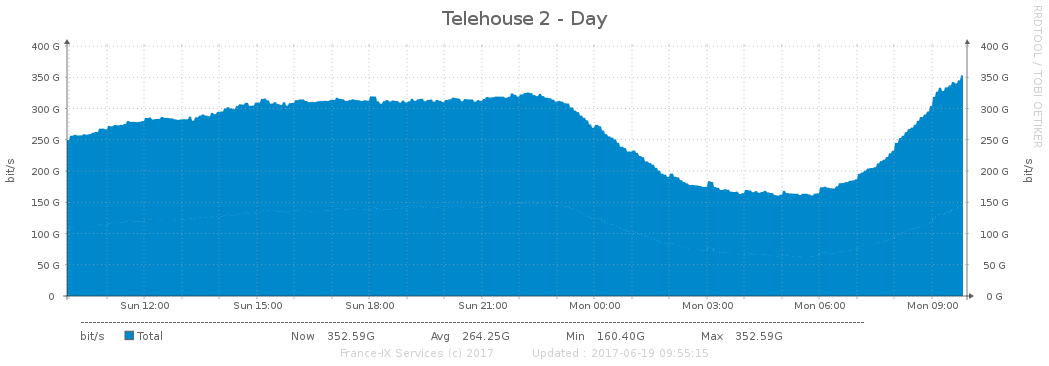 Telehouse 2 - Day
RRDTOOL / TOBI OETIKER
400 G 400 G
350 G 350 G
300 G 300 G
250 G 250 G
200 G 200 G
150 G 150 G
100 G 100 G
50 G 50 G
0 0 G
bit/s bit/s
Sun 12:00 Sun 15:00 Sun 18:00 Sun 21:00 Mon 00:00 Mon 03:00 Mon 06:00 Mon 09:00
bit/s Total Now 352.59G Avg 264.25G Min 160.40G Max 352.59G
France-IX Services (c) 2017 Updated : 2017-06-19 09:55:15